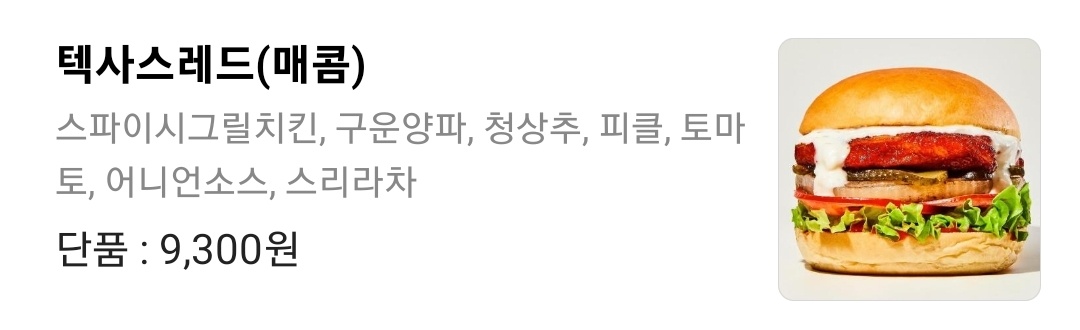 텍사스레드(매콤)
스파이시그릴치킨, 구운양파, 청상추, 피클, 토마
토, 어니언소스, 스리라차
단품 : 9,300원